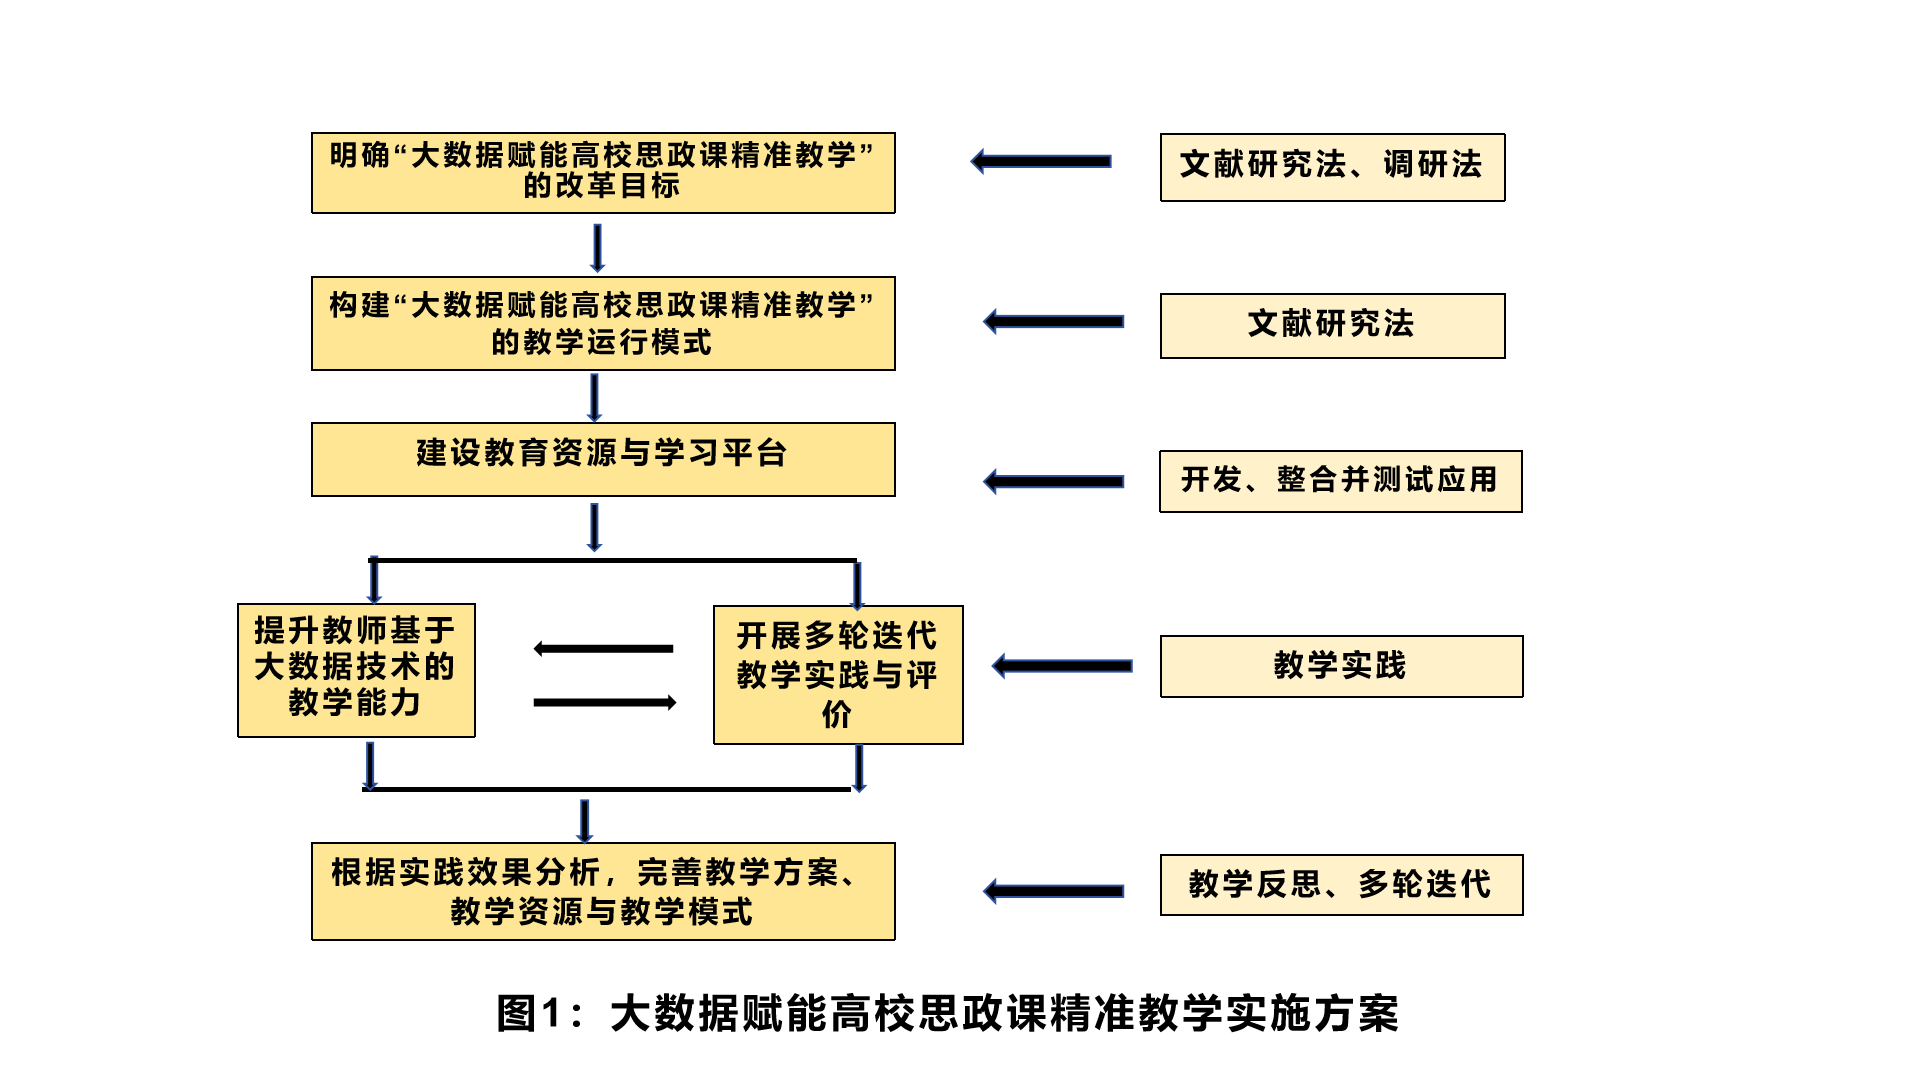 明确“大数据赋能高校思政课精准教学”
的改革目标
文献研究法、调研法
构建“大数据赋能高校思政课精准教学”
的教学运行模式
文献研究法
建设教育资源与学习平台
开发、整合并测试应用
提升教师基于
大数据技术的
教学能力
开展多轮迭代
教学实践与评
价
教学实践
根据实践效果分析，完善教学方案、
教学资源与教学模式
教学反思、多轮迭代
图1：大数据赋能高校思政课精准教学实施方案